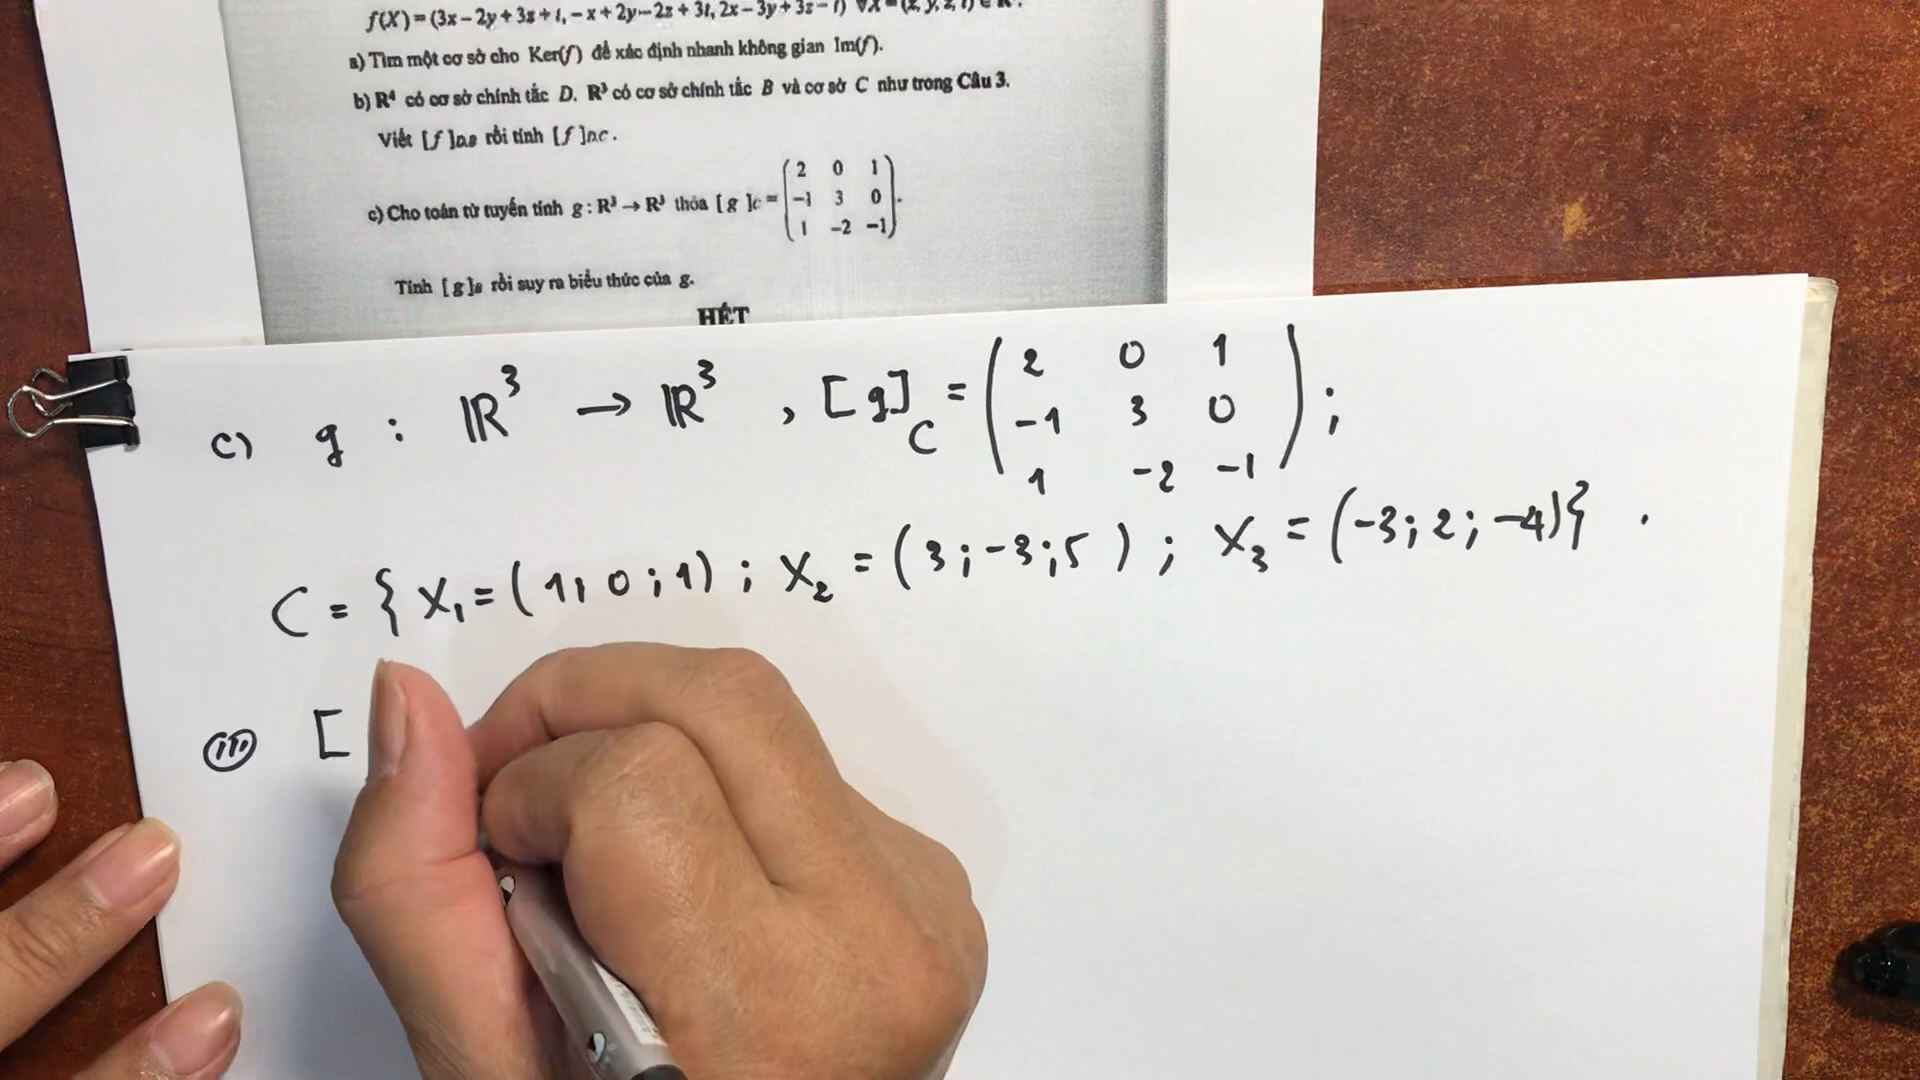 f(X) = (3x − 2y + 3z + t, − x + 2y − 2z + 3t, 2x − 3y + 3z − t) ∀X = (x, y, z, t) ∈ R⁴.
a) Tìm một cơ sở cho Ker(f) để xác định nhanh không gian Im(f).
b) R⁴ có cơ sở chính tắc D. R³ có cơ sở chính tắc B và cơ sở C như trong Câu 3.
Viết [f]D,B rồi tính [f]D,C.
c) Cho toán tử tuyến tính g : R³ → R³ thỏa [g]C = ( 2 0 1
−1 3 0
1 −2 −1 ).
Tính [g]B rồi suy ra biểu thức của g.
HẾT
c) g : ℝ³ → ℝ³ , [g]C = ( 2 0 1
−1 3 0
1 −2 −1 ) ;
C = { X₁ = (1; 0; 1) ; X₂ = (3; −3; 5) ; X₃ = (−3; 2; −4)} .
(iii) [